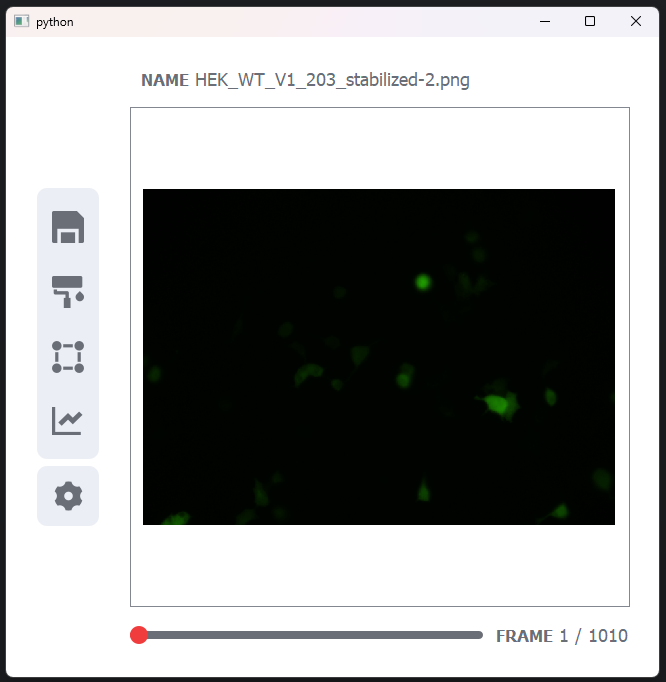 python
NAME HEK_WT_V1_203_stabilized-2.png
FRAME 1 / 1010